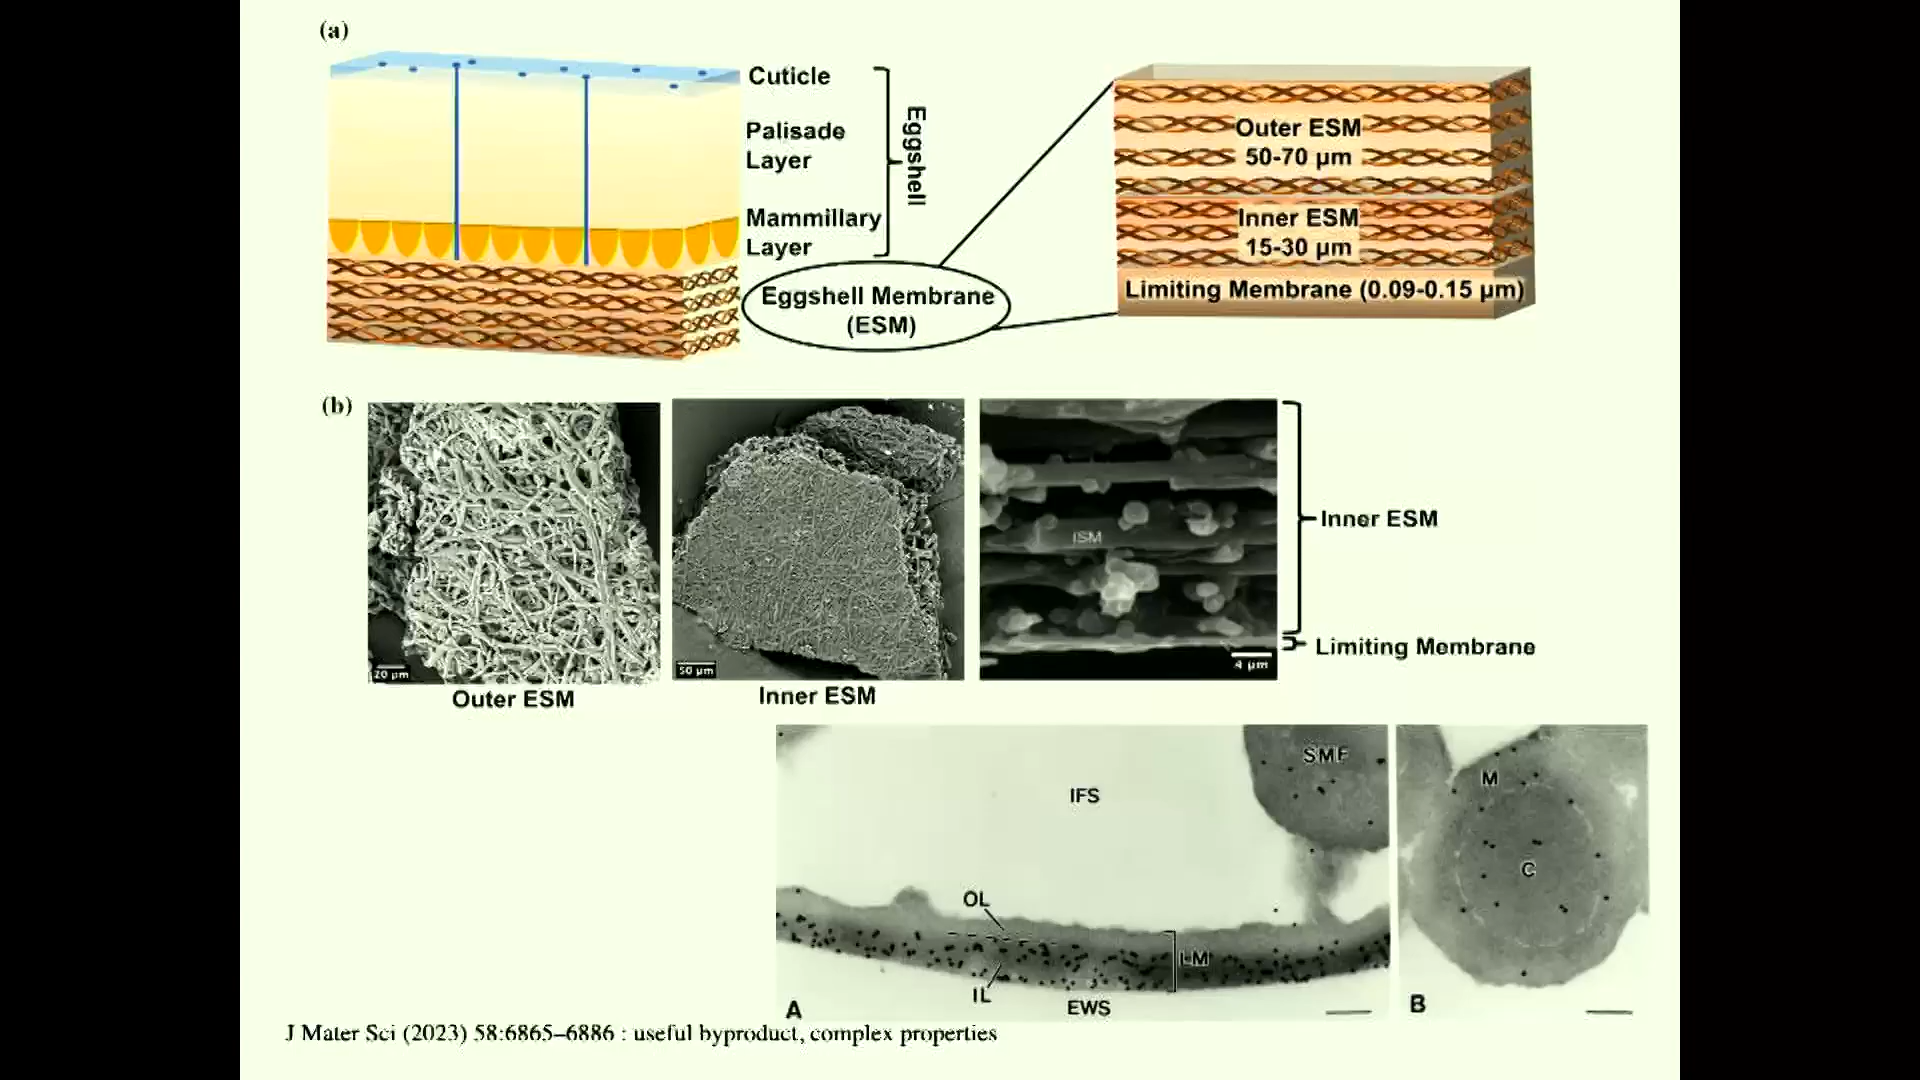 (a)
Cuticle
Palisade
Layer
Mammillary
Layer
Eggshell
Eggshell Membrane
(ESM)
Outer ESM
50-70 µm
Inner ESM
15-30 µm
Limiting Membrane (0.09-0.15 µm)
(b)
20 µm
Outer ESM
50 µm
Inner ESM
ISM
4 µm
Inner ESM
Limiting Membrane
SMF
IFS
OL
LM
IL
EWS
A
M
C
B
J Mater Sci (2023) 58:6865–6886 : useful byproduct, complex properties